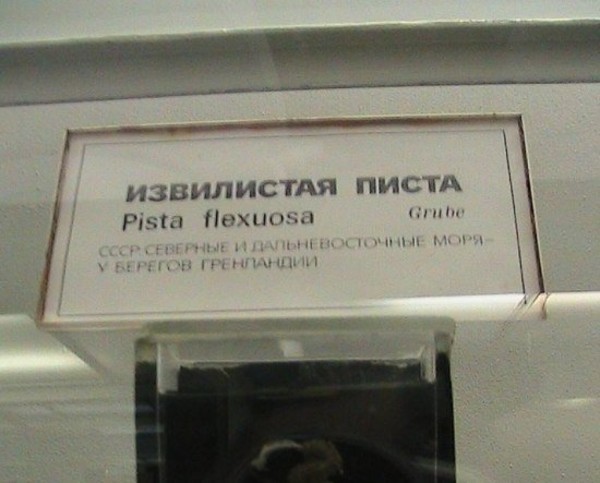 ИЗВИЛИСТАЯ ПИСТА
Pista flexuosa Grube
СССР: СЕВЕРНЫЕ И ДАЛЬНЕВОСТОЧНЫЕ МОРЯ–
У БЕРЕГОВ ГРЕНЛАНДИИ